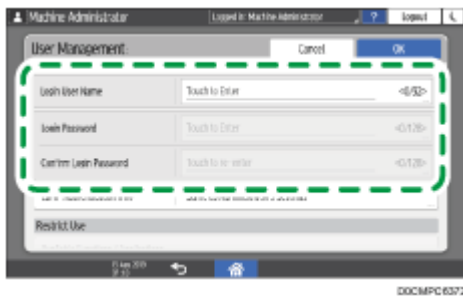 Machine Administrator
Logged in: Machine Administrator
?
Logout
User Management:
Cancel
OK
Login User Name
Touch to Enter
<0/32>
Login Password
Touch to Enter
<0/128>
Confirm Login Password
Touch to re-enter
<0/128>
Restrict Use
D0CMPC6372